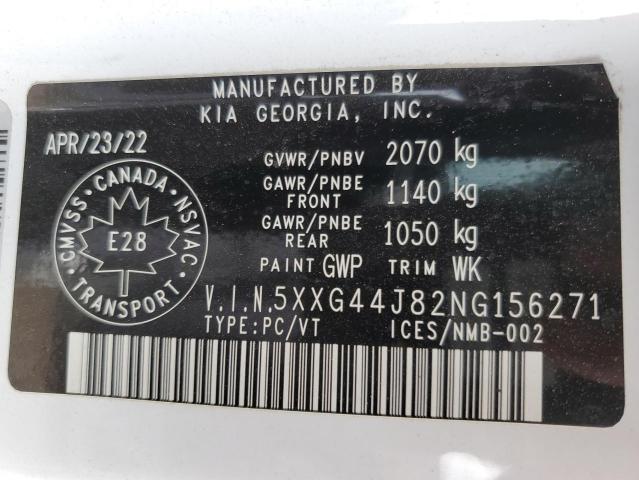 MANUFACTURED BY
KIA GEORGIA, INC.
APR/23/22
GVWR/PNBV 2070 kg
GAWR/PNBE FRONT 1140 kg
GAWR/PNBE REAR 1050 kg
PAINT GWP TRIM WK
CMVSS · CANADA · NSVAC · TRANSPORT ·
E28
V.I.N. 5XXG44J82NG156271
TYPE:PC/VT ICES/NMB-002